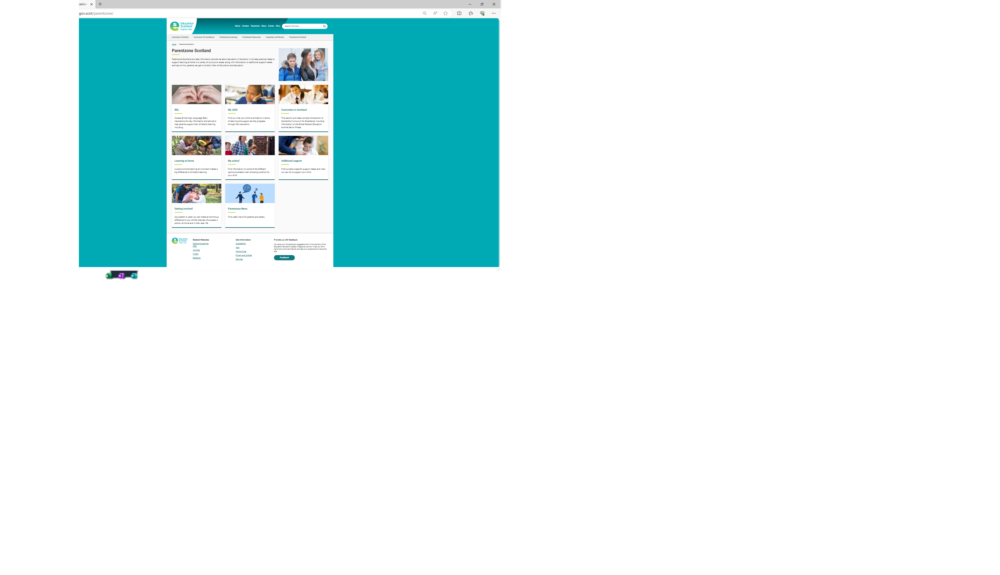 cation
gov.scot/parentzone/
Education
Scotland
Foghlam Alba
About Contact Vacancies News Events Glow
Search the site...
Learning in Scotland Curriculum for Excellence Professional Learning Practitioner Resources Inspection and Review Parentzone Scotland
Home › Parentzone Scotland
Parentzone Scotland
Parentzone Scotland provides information and advice about education in Scotland. It includes practical ideas to
support learning at home in a variety of curriculum areas, along with information on additional support needs,
and tips on how parents can get involved in their child's school and education.
BSL
Access British Sign Language (BSL)
translations for key information and advice to
help parents support their children's learning
including.
My child
Find out what your child is entitled to in terms
of learning and support as they progress
through their education.
Curriculum in Scotland
This section provides a simple introduction to
Scotland's Curriculum for Excellence, including
information on the Broad General Education
and the Senior Phase.
Learning at home
A positive home learning environment makes a
big difference to children's learning.
My school
Find information on some of the different
options available when choosing a school for
your child.
Additional support
Find out about specific support needs and what
you can do to support your child.
Getting involved
As a parent or carer you can make an enormous
difference to your child's chances of success in
school, at home and in their later life.
Parentzone News
Find useful news for parents and carers.
Education
Scotland
Foghlam Alba
Related Websites
National e-Learning
Offer
YouTube
Twitter
Facebook
Site Information
Accessibility
Help
Terms of use
Privacy and cookies
Site map
Provide us with feedback
We value your thoughts and suggestions for improvement of the
Education Scotland website. Please let us know what you think,
report any errors and faults, and rate your experience of using the
site.
Feedback
X N P